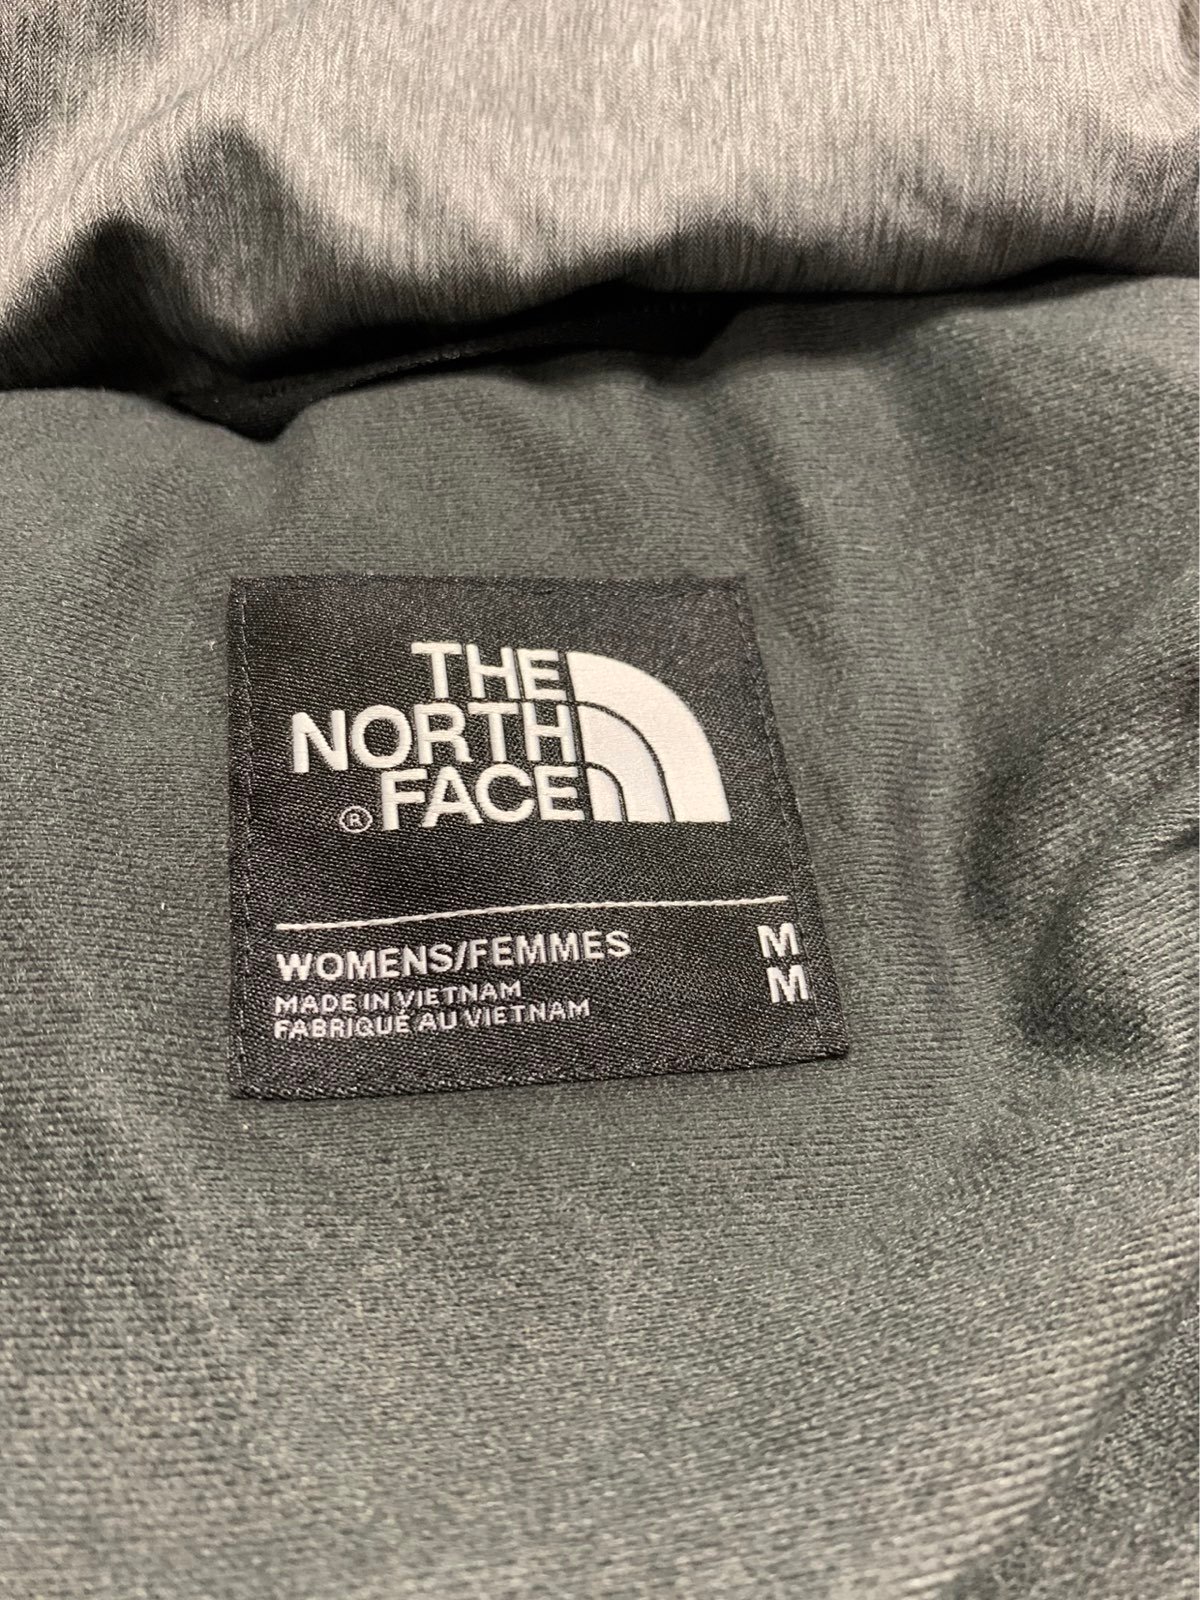 THE
NORTH
® FACE
WOMENS/FEMMES M
MADE IN VIETNAM M
FABRIQUÉ AU VIETNAM